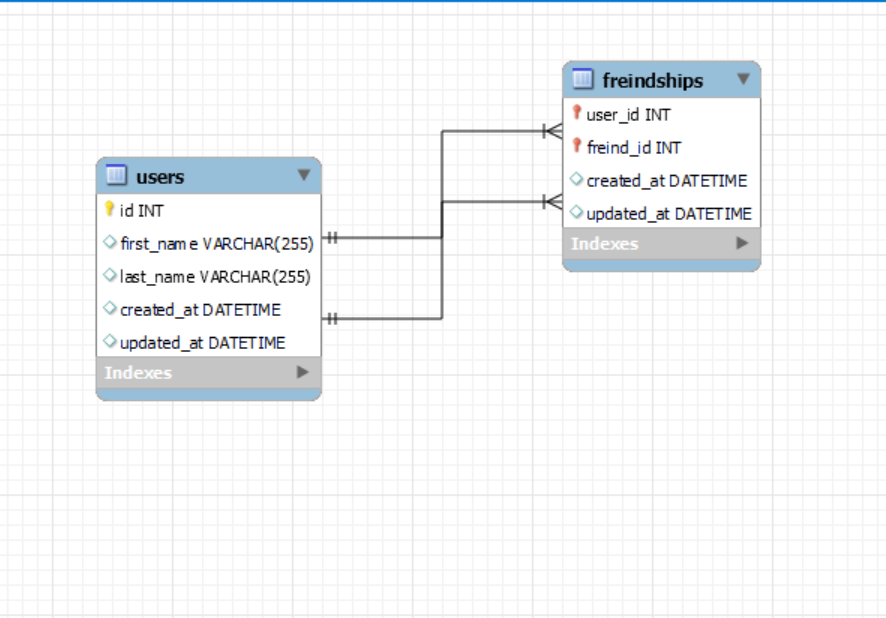 users
id INT
first_name VARCHAR(255)
last_name VARCHAR(255)
created_at DATETIME
updated_at DATETIME
Indexes
freindships
user_id INT
freind_id INT
created_at DATETIME
updated_at DATETIME
Indexes